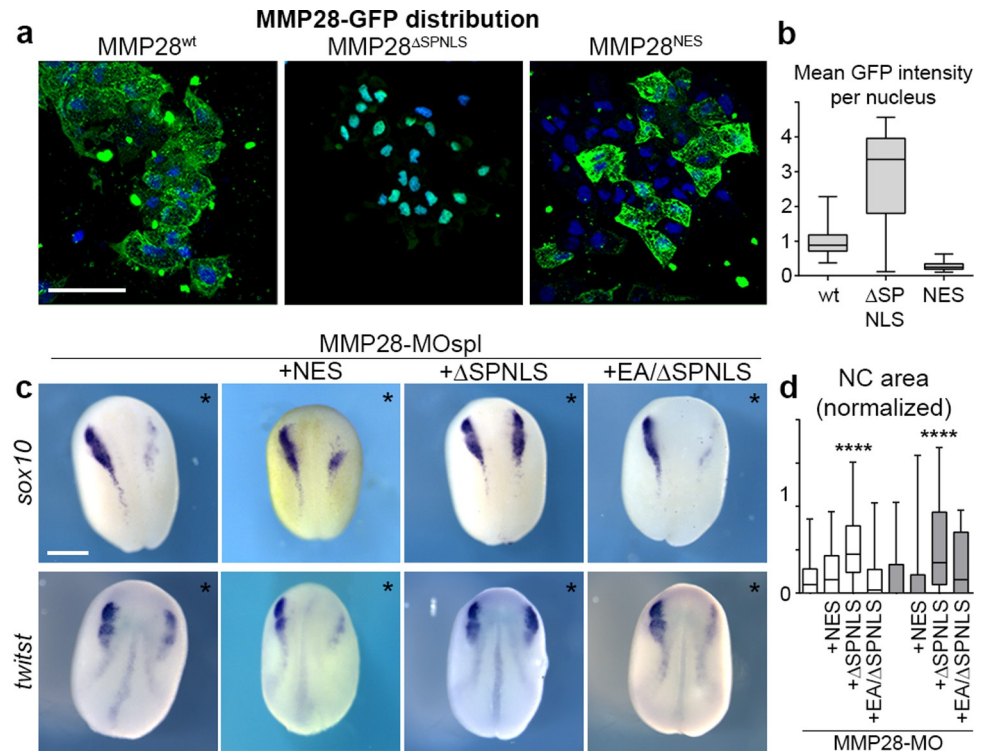 MMP28-GFP distribution
a
MMP28wt
MMP28ΔSPNLS
MMP28NES
b
Mean GFP intensity
per nucleus
4
3
2
1
0
wt
ΔSP
NLS
NES
MMP28-MOspl
+NES
+ΔSPNLS
+EA/ΔSPNLS
c
sox10
*
*
*
*
twitst
*
*
*
*
d
NC area
(normalized)
****
****
1
0
+NES
+ΔSPNLS
+EA/ΔSPNLS
+NES
+ΔSPNLS
+EA/ΔSPNLS
MMP28-MO